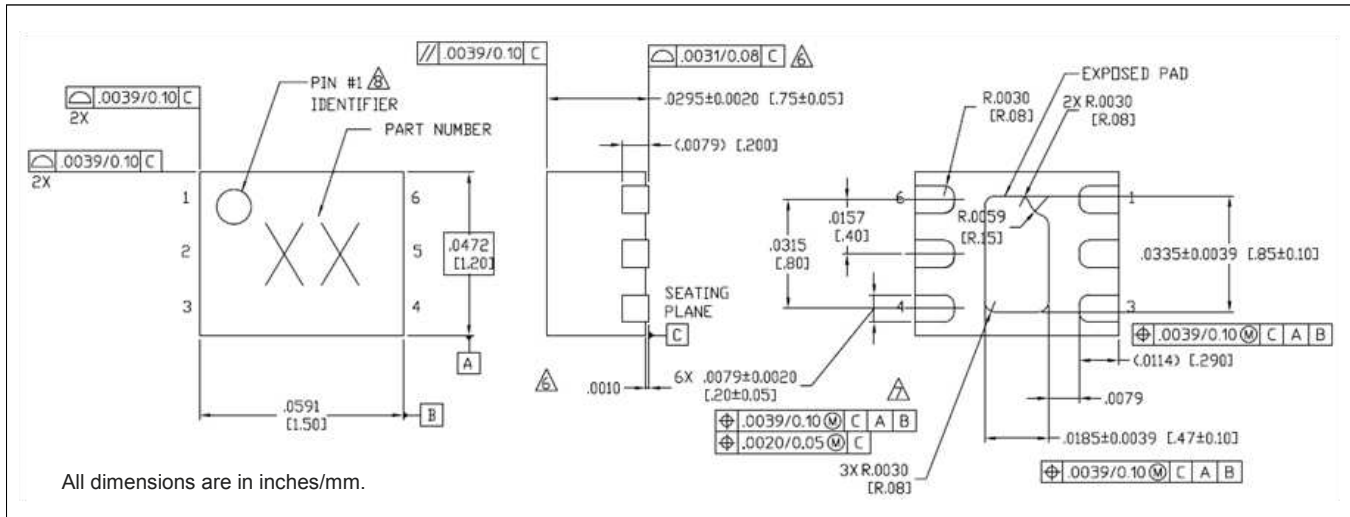 ⌓ .0039/0.10 C
2X
⌓ .0039/0.10 C
2X
PIN #1 8
IDENTIFIER
PART NUMBER
XX
1
2
3
6
5
4
.0472
[1.20]
A
.0591
[1.50]
B
// .0039/0.10 C
⌓ .0031/0.08 C 6
.0295±0.0020 [.75±0.05]
(.0079) [.200]
SEATING
PLANE
C
6
.0010
EXPOSED PAD
R.0030
[R.08]
2X R.0030
[R.08]
6
4
1
3
.0157
[.40]
.0315
[.80]
R.0059
[R.15]
.0335±0.0039 [.85±0.10]
⌖ .0039/0.10 Ⓜ C A B
(.0114) [.290]
.0079
6X .0079±0.0020
[.20±0.05]
7
⌖ .0039/0.10 Ⓜ C A B
⌖ .0020/0.05 Ⓜ C
.0185±0.0039 [.47±0.10]
⌖ .0039/0.10 Ⓜ C A B
3X R.0030
[R.08]
All dimensions are in inches/mm.